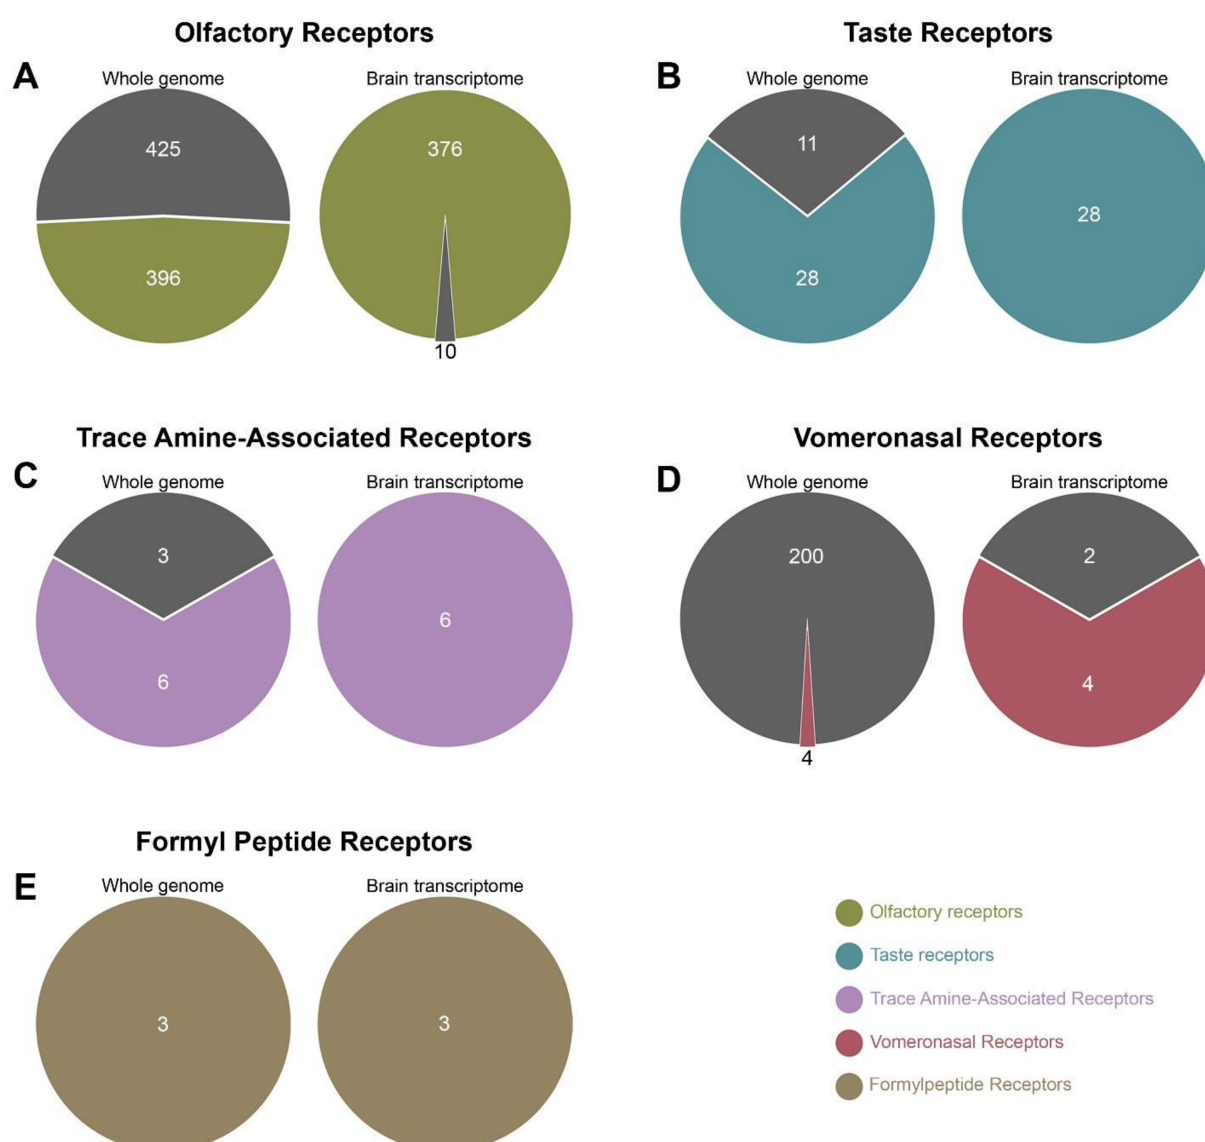 Olfactory Receptors
A
Whole genome
425
396
Brain transcriptome
376
10
Taste Receptors
B
Whole genome
11
28
Brain transcriptome
28
Trace Amine-Associated Receptors
C
Whole genome
3
6
Brain transcriptome
6
Vomeronasal Receptors
D
Whole genome
200
4
Brain transcriptome
2
4
Formyl Peptide Receptors
E
Whole genome
3
Brain transcriptome
3
Olfactory receptors
Taste receptors
Trace Amine-Associated Receptors
Vomeronasal Receptors
Formylpeptide Receptors